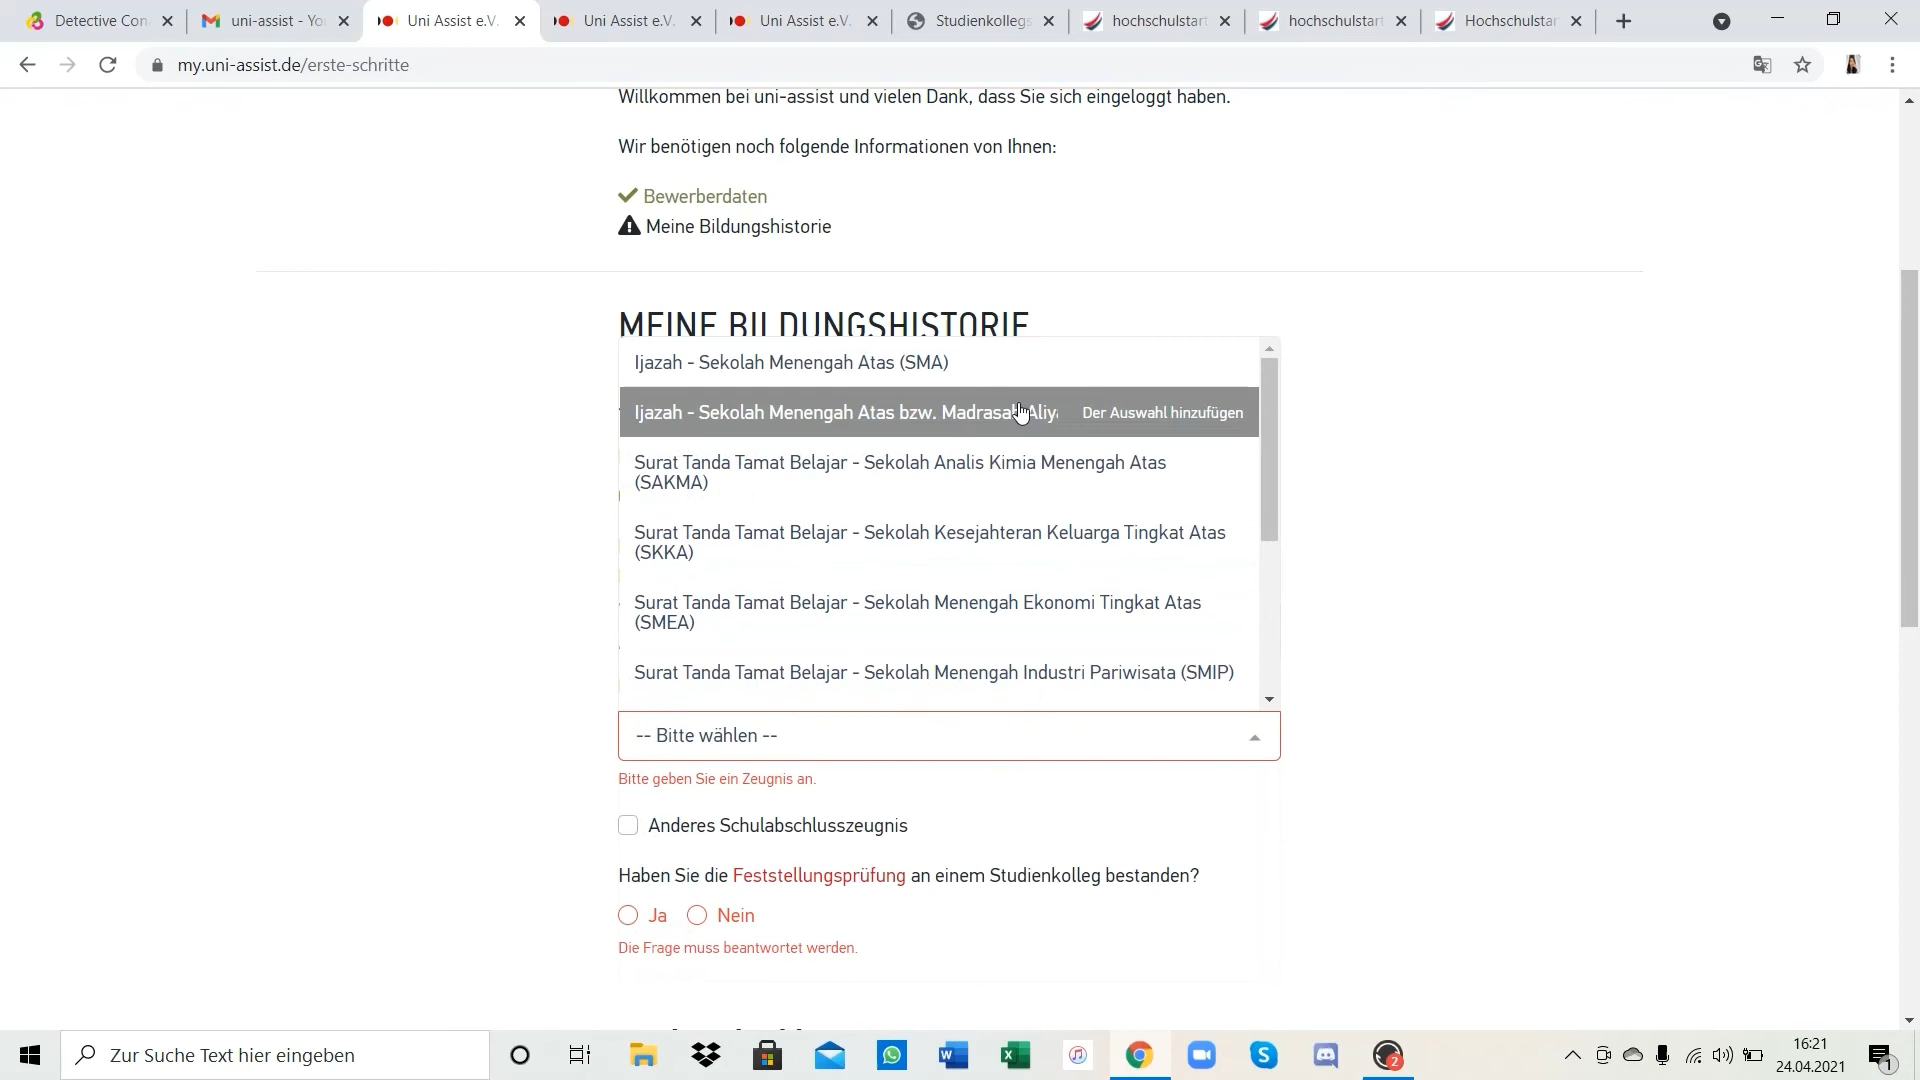 Detective Con
uni-assist - Yo
Uni Assist e.V.
Uni Assist e.V.
Uni Assist e.V.
Studienkollegs
hochschulstart
hochschulstart
Hochschulstar
my.uni-assist.de/erste-schritte
Willkommen bei uni-assist und vielen Dank, dass Sie sich eingeloggt haben.
Wir benötigen noch folgende Informationen von Ihnen:
Bewerberdaten
Meine Bildungshistorie
MEINE BILDUNGSHISTORIE
Ijazah - Sekolah Menengah Atas (SMA)
Ijazah - Sekolah Menengah Atas bzw. Madrasah Aliya Der Auswahl hinzufügen
Surat Tanda Tamat Belajar - Sekolah Analis Kimia Menengah Atas
(SAKMA)
Surat Tanda Tamat Belajar - Sekolah Kesejahteran Keluarga Tingkat Atas
(SKKA)
Surat Tanda Tamat Belajar - Sekolah Menengah Ekonomi Tingkat Atas
(SMEA)
Surat Tanda Tamat Belajar - Sekolah Menengah Industri Pariwisata (SMIP)
-- Bitte wählen --
Bitte geben Sie ein Zeugnis an.
Anderes Schulabschlusszeugnis
Haben Sie die Feststellungsprüfung an einem Studienkolleg bestanden?
Ja Nein
Die Frage muss beantwortet werden.
Zur Suche Text hier eingeben
2
16:21
24.04.2021
1